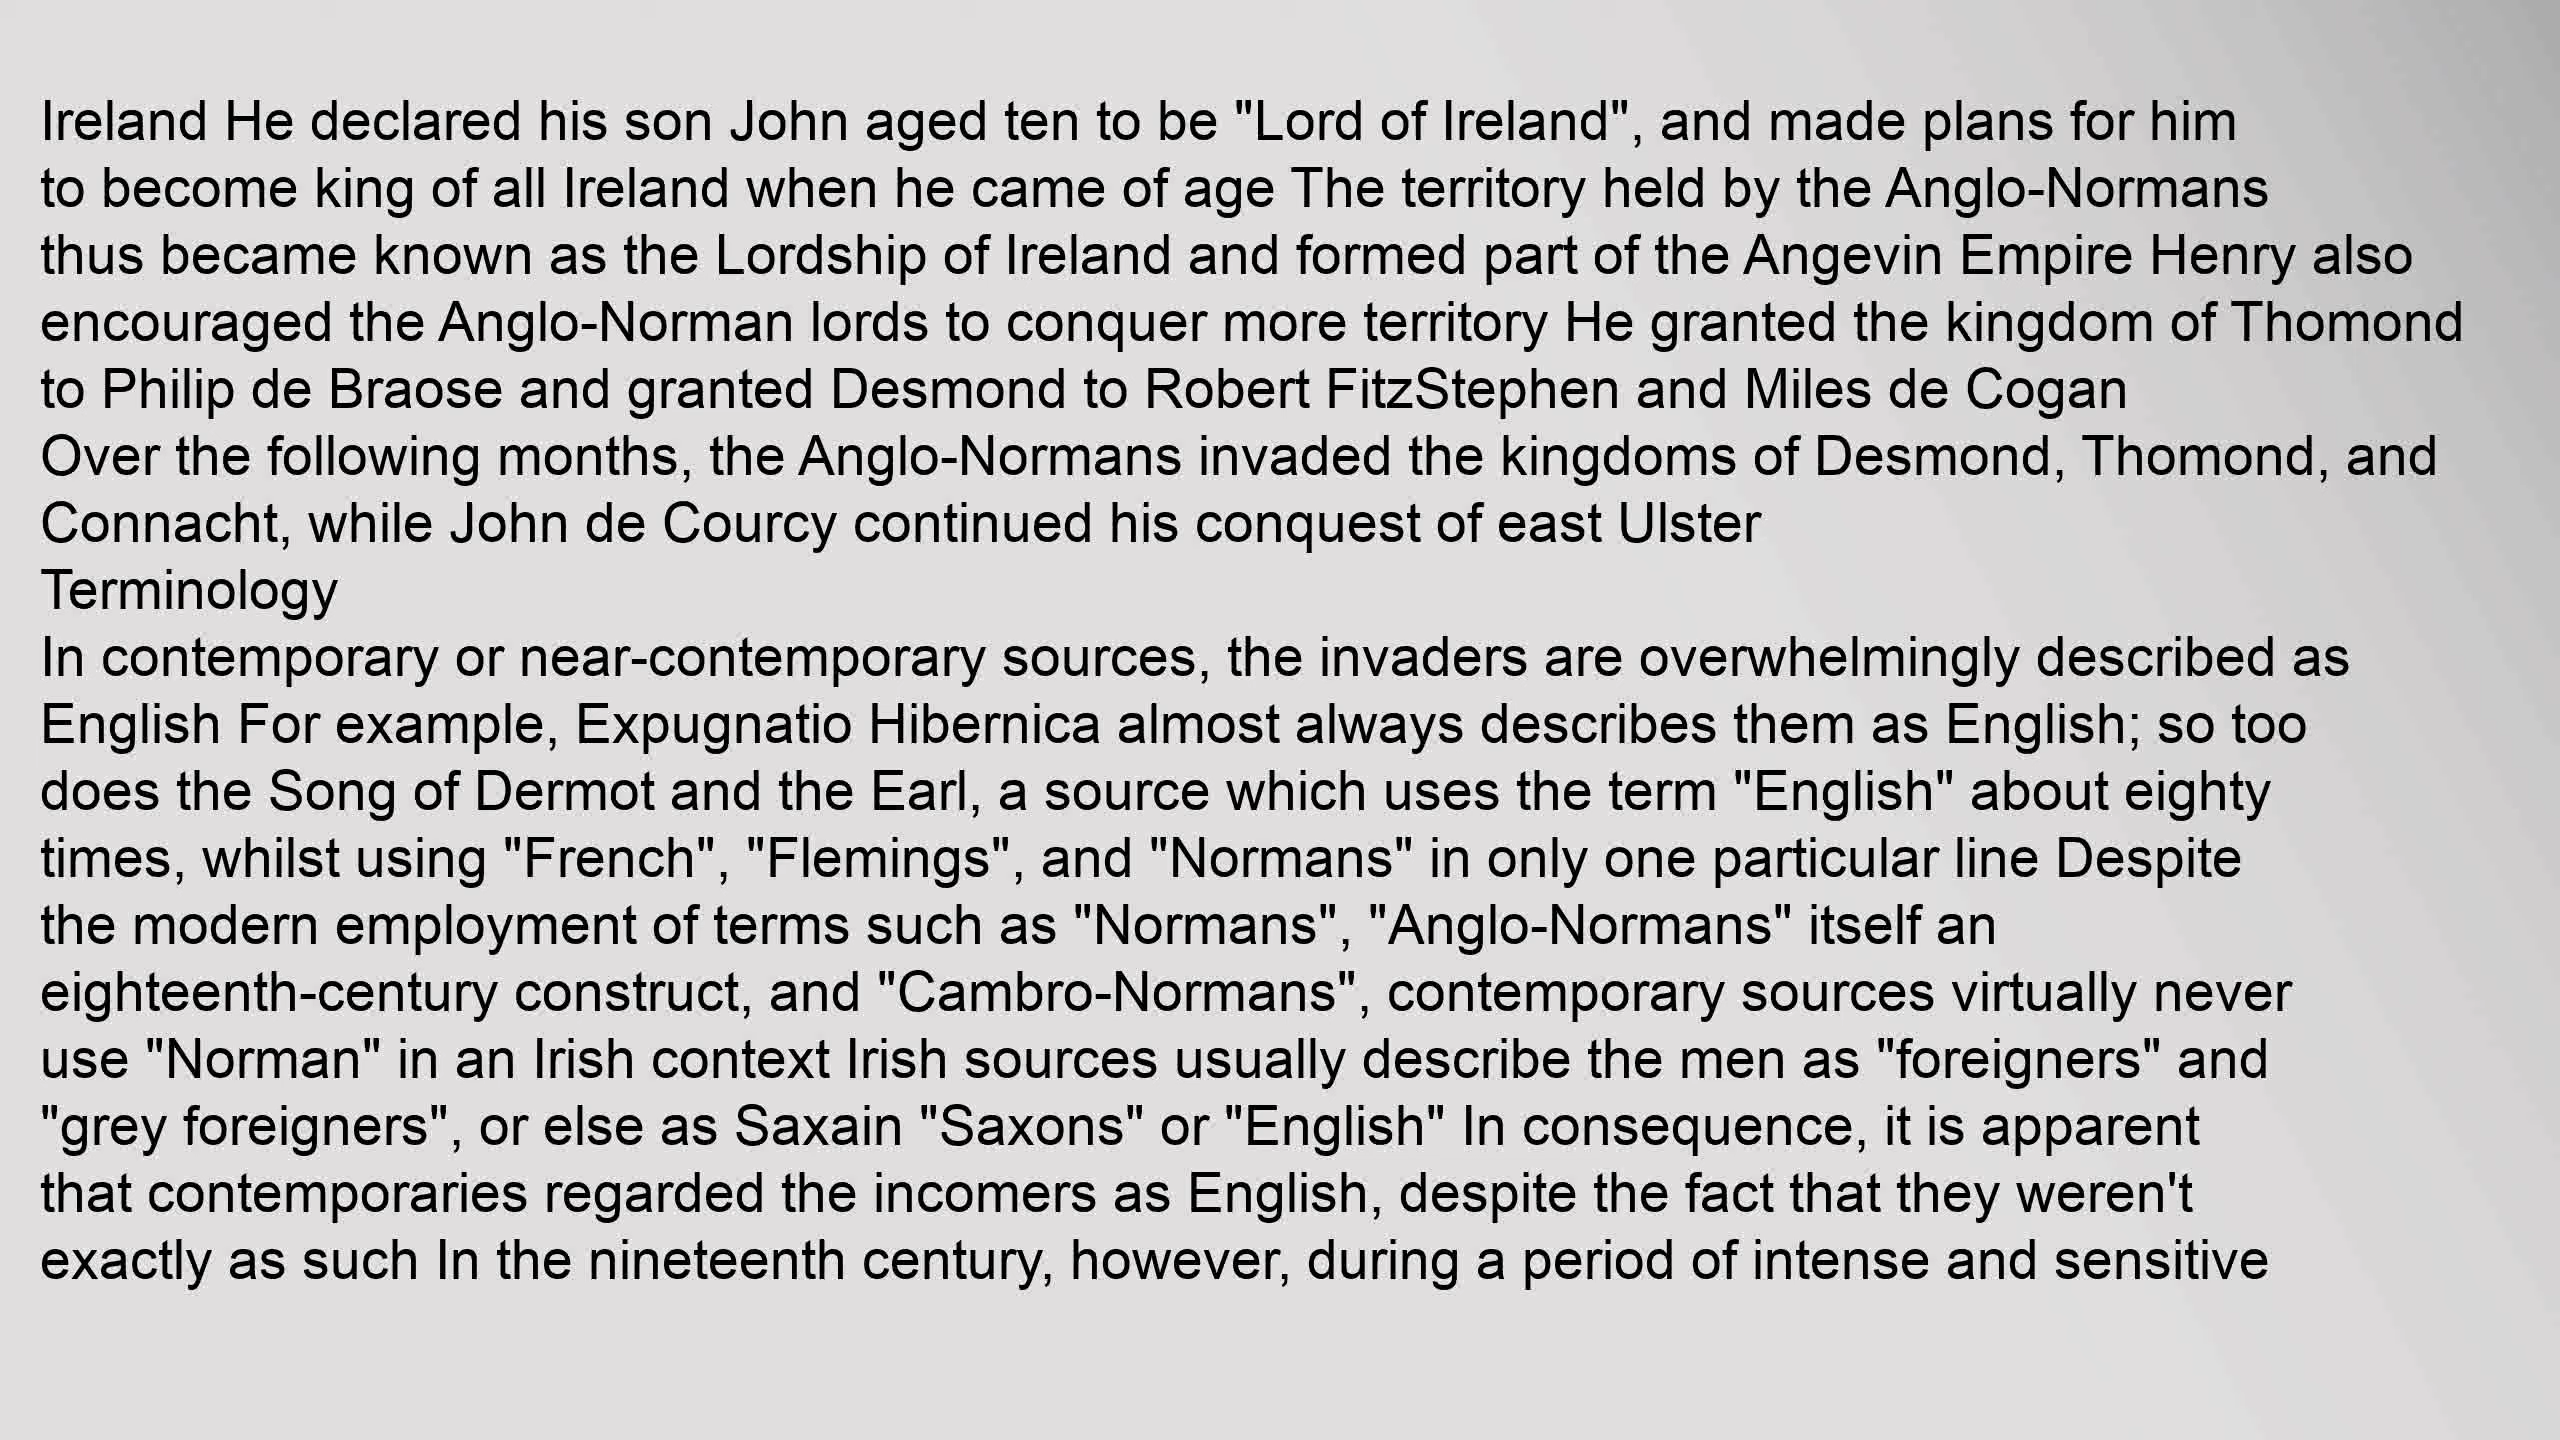 Ireland He declared his son John aged ten to be "Lord of Ireland", and made plans for him
to become king of all Ireland when he came of age The territory held by the Anglo-Normans
thus became known as the Lordship of Ireland and formed part of the Angevin Empire Henry also
encouraged the Anglo-Norman lords to conquer more territory He granted the kingdom of Thomond
to Philip de Braose and granted Desmond to Robert FitzStephen and Miles de Cogan
Over the following months, the Anglo-Normans invaded the kingdoms of Desmond, Thomond, and
Connacht, while John de Courcy continued his conquest of east Ulster
Terminology
In contemporary or near-contemporary sources, the invaders are overwhelmingly described as
English For example, Expugnatio Hibernica almost always describes them as English; so too
does the Song of Dermot and the Earl, a source which uses the term "English" about eighty
times, whilst using "French", "Flemings", and "Normans" in only one particular line Despite
the modern employment of terms such as "Normans", "Anglo-Normans" itself an
eighteenth-century construct, and "Cambro-Normans", contemporary sources virtually never
use "Norman" in an Irish context Irish sources usually describe the men as "foreigners" and
"grey foreigners", or else as Saxain "Saxons" or "English" In consequence, it is apparent
that contemporaries regarded the incomers as English, despite the fact that they weren't
exactly as such In the nineteenth century, however, during a period of intense and sensitive